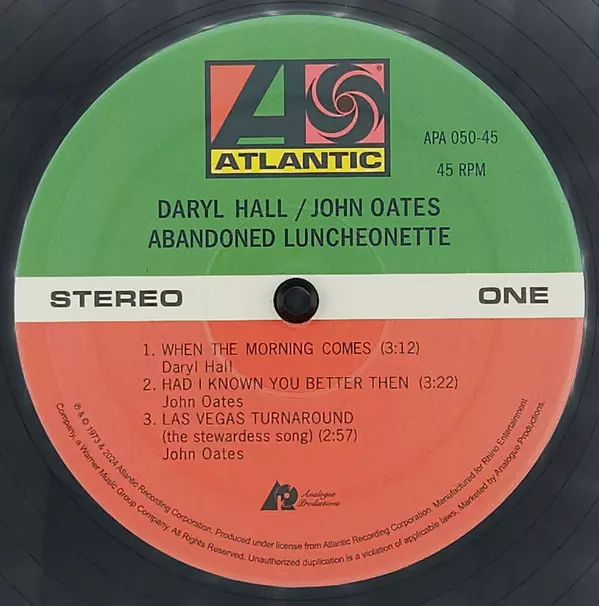 ATLANTIC
APA 050-45
45 RPM
DARYL HALL / JOHN OATES
ABANDONED LUNCHEONETTE
STEREO
ONE
1. WHEN THE MORNING COMES (3:12)
Daryl Hall
2. HAD I KNOWN YOU BETTER THEN (3:22)
John Oates
3. LAS VEGAS TURNAROUND
(the stewardess song) (2:57)
John Oates
Analogue
Productions
℗ & © 1973 & 2024 Atlantic Recording Corporation. Produced under license from Atlantic Recording Corporation. Manufactured for Rhino Entertainment
Company, a Warner Music Group Company. All Rights Reserved. Unauthorized duplication is a violation of applicable laws. Marketed by Analogue Productions.